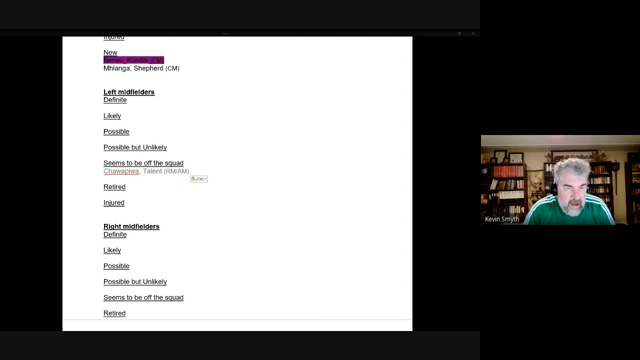 Injured
New
Mhlanga, Shepherd (CM)
Left midfielders
Definite
Likely
Possible
Possible but Unlikely
Seems to be off the squad
Chawapiwa, Talent (RM/AM)
Retired
Injured
Right midfielders
Definite
Likely
Possible
Possible but Unlikely
Seems to be off the squad
Retired
Kevin Smyth